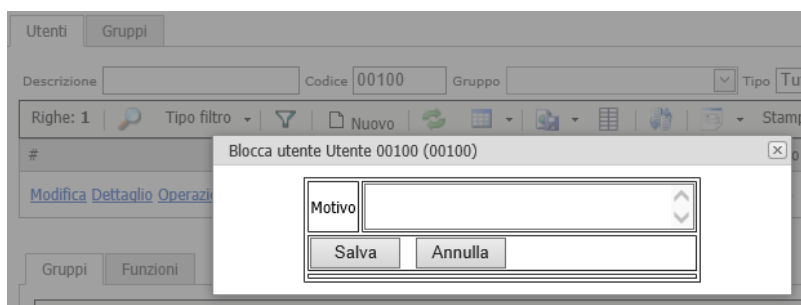 Utenti Gruppi
Descrizione Codice 00100 Gruppo Tipo Tu
Righe: 1 Tipo filtro Nuovo Stamp
Blocca utente Utente 00100 (00100)
#
Modifica Dettaglio Operazi
Motivo
Salva Annulla
Gruppi Funzioni